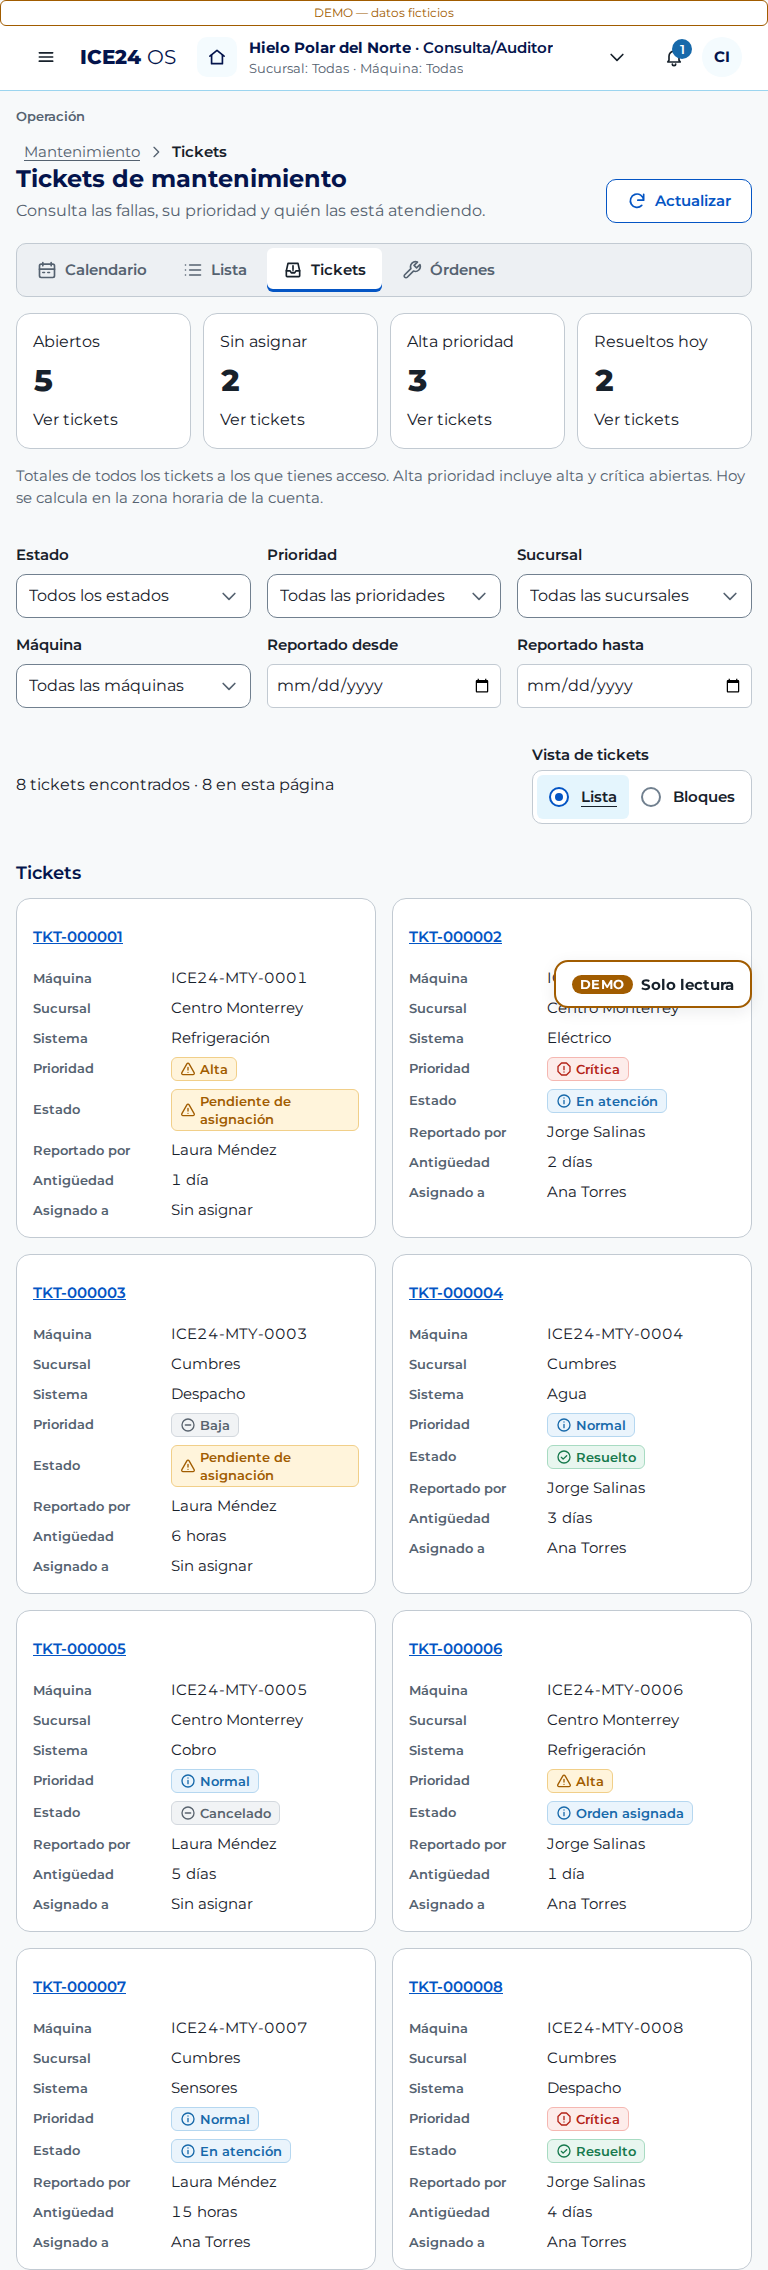 DEMO — datos ficticios
ICE24 OS
Hielo Polar del Norte · Consulta/Auditor
Sucursal: Todas · Máquina: Todas
1
CI
Operación
Mantenimiento > Tickets
Tickets de mantenimiento
Consulta las fallas, su prioridad y quién las está atendiendo.
Actualizar
Calendario Lista Tickets Órdenes
Abiertos
5
Ver tickets
Sin asignar
2
Ver tickets
Alta prioridad
3
Ver tickets
Resueltos hoy
2
Ver tickets
Totales de todos los tickets a los que tienes acceso. Alta prioridad incluye alta y crítica abiertas. Hoy
se calcula en la zona horaria de la cuenta.
Estado
Todos los estados
Prioridad
Todas las prioridades
Sucursal
Todas las sucursales
Máquina
Todas las máquinas
Reportado desde
mm/dd/yyyy
Reportado hasta
mm/dd/yyyy
8 tickets encontrados · 8 en esta página
Vista de tickets
Lista Bloques
Tickets
TKT-000001
Máquina ICE24-MTY-0001
Sucursal Centro Monterrey
Sistema Refrigeración
Prioridad Alta
Estado Pendiente de
asignación
Reportado por Laura Méndez
Antigüedad 1 día
Asignado a Sin asignar
TKT-000002
Máquina
DEMO Solo lectura
Sucursal Centro Monterrey
Sistema Eléctrico
Prioridad Crítica
Estado En atención
Reportado por Jorge Salinas
Antigüedad 2 días
Asignado a Ana Torres
TKT-000003
Máquina ICE24-MTY-0003
Sucursal Cumbres
Sistema Despacho
Prioridad Baja
Estado Pendiente de
asignación
Reportado por Laura Méndez
Antigüedad 6 horas
Asignado a Sin asignar
TKT-000004
Máquina ICE24-MTY-0004
Sucursal Cumbres
Sistema Agua
Prioridad Normal
Estado Resuelto
Reportado por Jorge Salinas
Antigüedad 3 días
Asignado a Ana Torres
TKT-000005
Máquina ICE24-MTY-0005
Sucursal Centro Monterrey
Sistema Cobro
Prioridad Normal
Estado Cancelado
Reportado por Laura Méndez
Antigüedad 5 días
Asignado a Sin asignar
TKT-000006
Máquina ICE24-MTY-0006
Sucursal Centro Monterrey
Sistema Refrigeración
Prioridad Alta
Estado Orden asignada
Reportado por Jorge Salinas
Antigüedad 1 día
Asignado a Ana Torres
TKT-000007
Máquina ICE24-MTY-0007
Sucursal Cumbres
Sistema Sensores
Prioridad Normal
Estado En atención
Reportado por Laura Méndez
Antigüedad 15 horas
Asignado a Ana Torres
TKT-000008
Máquina ICE24-MTY-0008
Sucursal Cumbres
Sistema Despacho
Prioridad Crítica
Estado Resuelto
Reportado por Jorge Salinas
Antigüedad 4 días
Asignado a Ana Torres